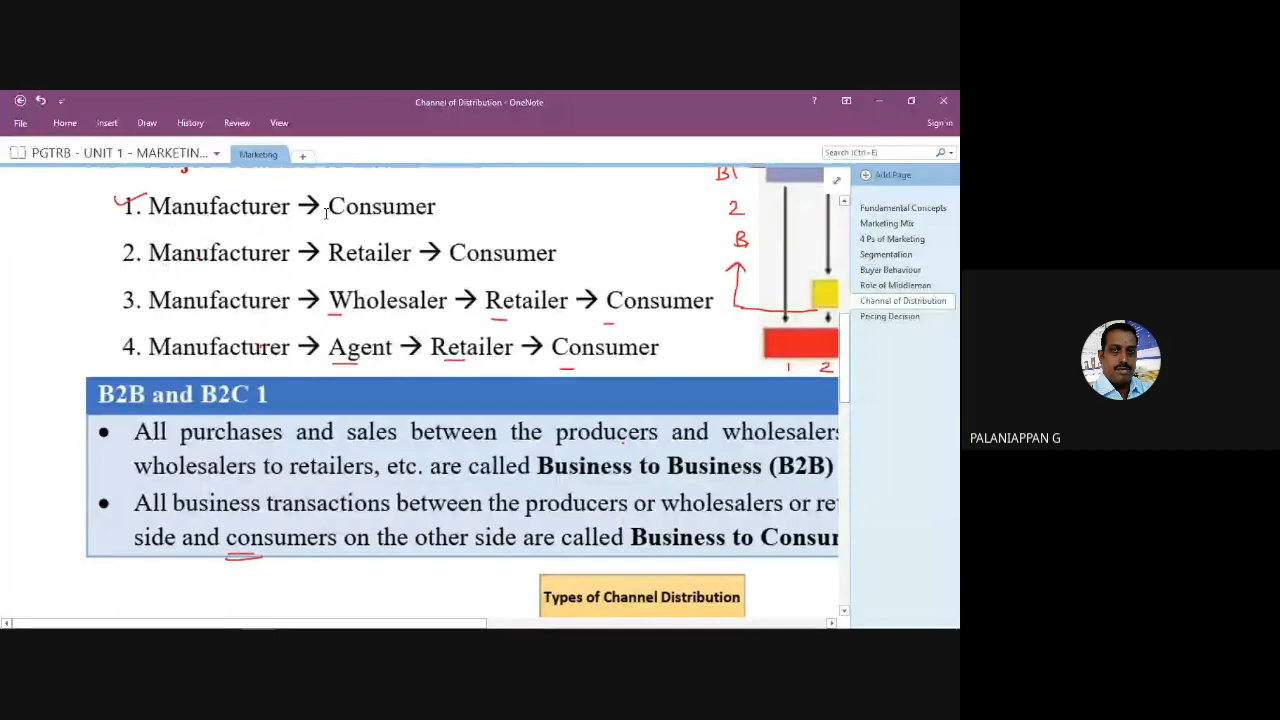 Channel of Distribution - OneNote
?
File Home Insert Draw History Review View
Sign in
PGTRB - UNIT 1 - MARKETIN...
Marketing
+
Search (Ctrl+E)
Add Page
Fundamental Concepts
Marketing Mix
4 Ps of Marketing
Segmentation
Buyer Behaviour
Role of Middleman
Channel of Distribution
Pricing Decision
1. Manufacturer → Consumer
2. Manufacturer → Retailer → Consumer
3. Manufacturer → Wholesaler → Retailer → Consumer
4. Manufacturer → Agent → Retailer → Consumer
B1
2
B
1 2
B2B and B2C 1
• All purchases and sales between the producers and wholesalers
wholesalers to retailers, etc. are called Business to Business (B2B)
• All business transactions between the producers or wholesalers or re
side and consumers on the other side are called Business to Consu
Types of Channel Distribution
PALANIAPPAN G